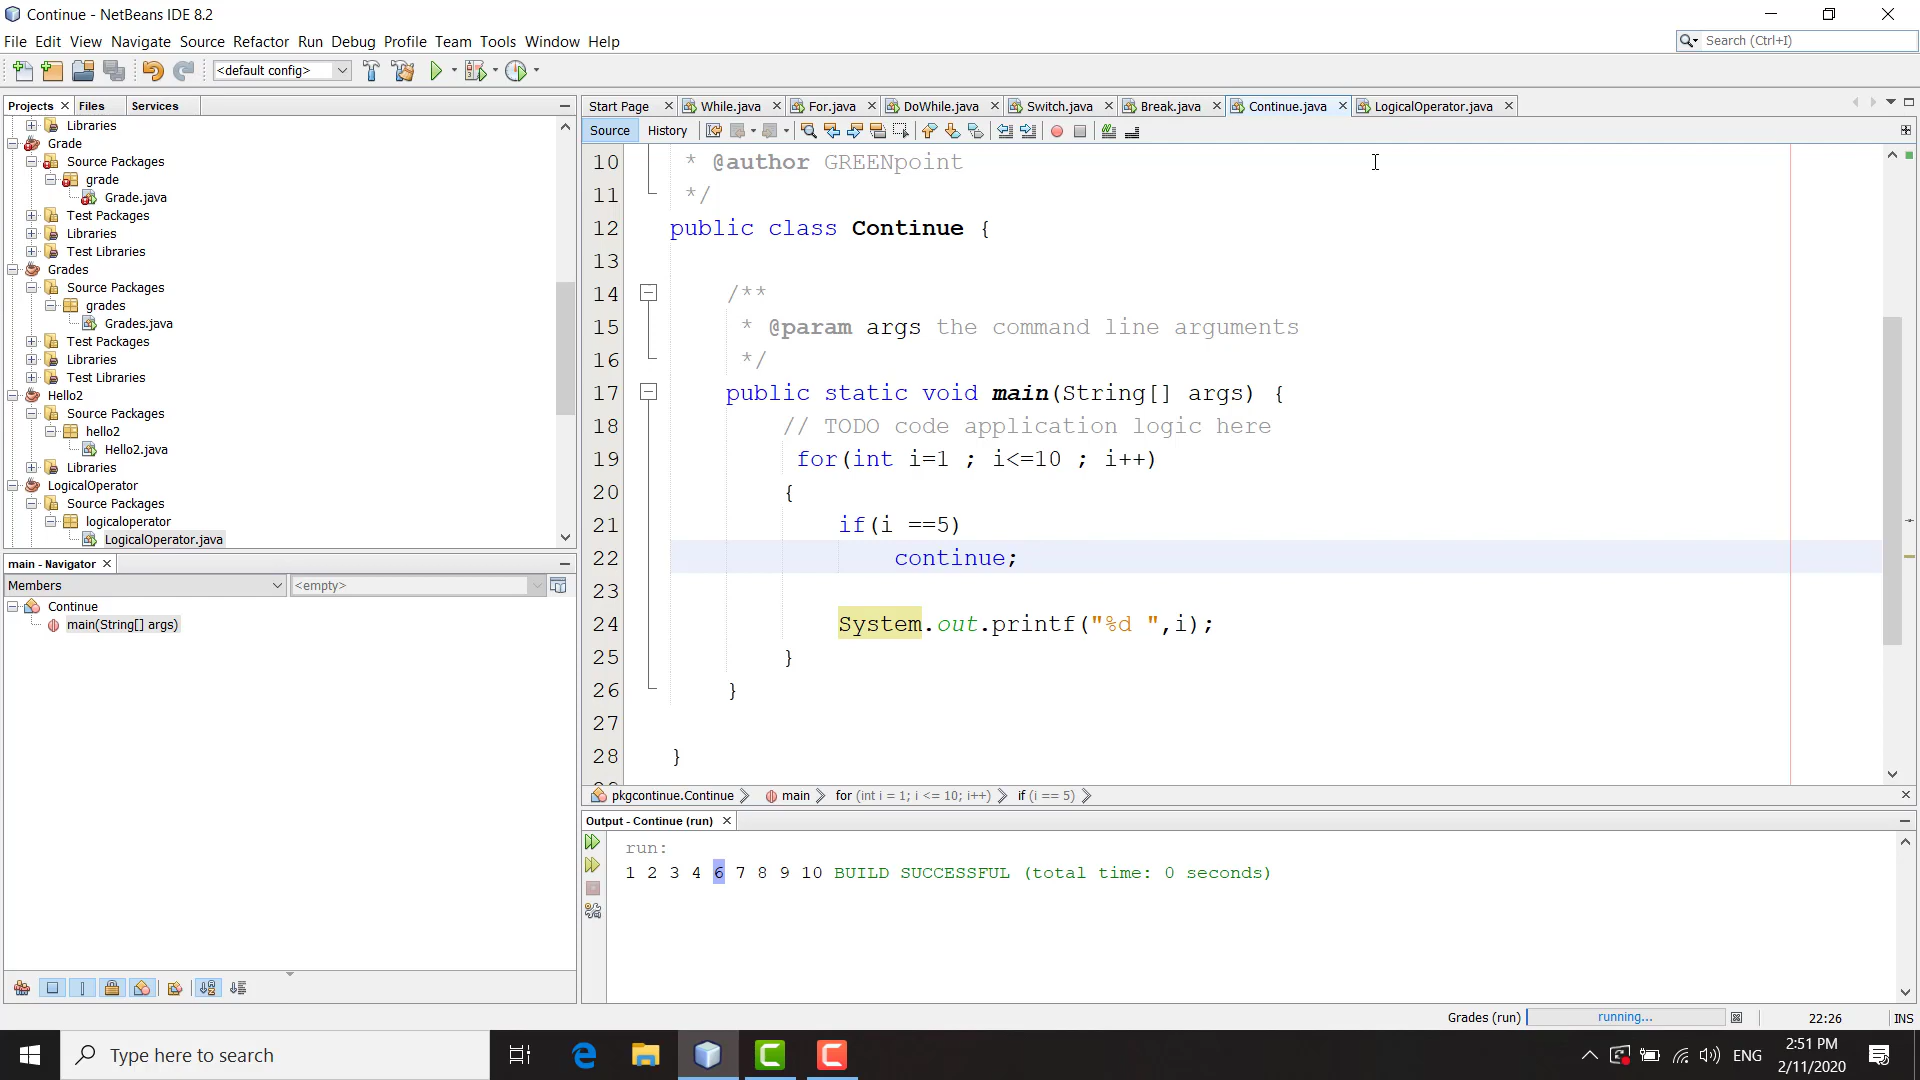 Continue - NetBeans IDE 8.2
File Edit View Navigate Source Refactor Run Debug Profile Team Tools Window Help
Search (Ctrl+I)
<default config>
Projects Files Services
Libraries
Grade
Source Packages
grade
Grade.java
Test Packages
Libraries
Test Libraries
Grades
Source Packages
grades
Grades.java
Test Packages
Libraries
Test Libraries
Hello2
Source Packages
hello2
Hello2.java
Libraries
LogicalOperator
Source Packages
logicaloperator
LogicalOperator.java
main - Navigator
Members <empty>
Continue
main(String[] args)
Start Page While.java For.java DoWhile.java Switch.java Break.java Continue.java LogicalOperator.java
Source History
10 * @author GREENpoint
11 */
12 public class Continue {
13
14 /**
15 * @param args the command line arguments
16 */
17 public static void main(String[] args) {
18 // TODO code application logic here
19 for(int i=1 ; i<=10 ; i++)
20 {
21 if(i ==5)
22 continue;
23
24 System.out.printf("%d ",i);
25 }
26 }
27
28 }
pkgcontinue.Continue main for (int i = 1; i <= 10; i++) if (i == 5)
Output - Continue (run)
run:
1 2 3 4 6 7 8 9 10 BUILD SUCCESSFUL (total time: 0 seconds)
Grades (run) running... 22:26 INS
Type here to search
ENG
2:51 PM
2/11/2020